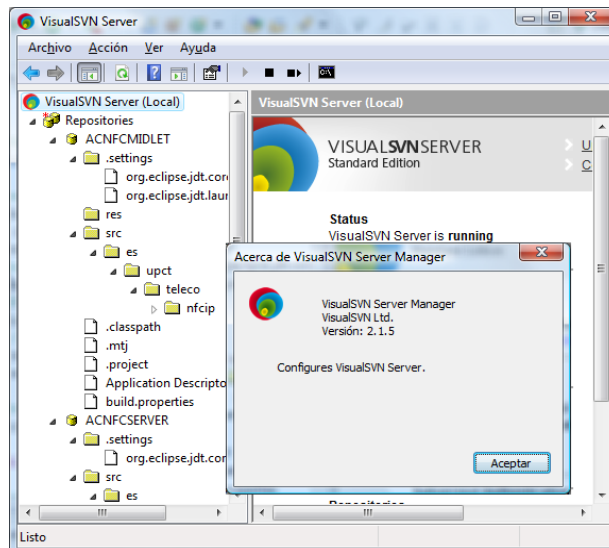 VisualSVN Server
Archivo Acción Ver Ayuda
VisualSVN Server (Local)
Repositories
ACNFCMIDLET
.settings
org.eclipse.jdt.cor
org.eclipse.jdt.lau
res
src
es
upct
teleco
nfcip
.classpath
.mtj
.project
Application Descripto
build.properties
ACNFCSERVER
.settings
org.eclipse.jdt.cor
src
es
VisualSVN Server (Local)
VISUALSVNSERVER
Standard Edition
U
C
Status
VisualSVN Server is running
Acerca de VisualSVN Server Manager
VisualSVN Server Manager
VisualSVN Ltd.
Versión: 2.1.5
Configures VisualSVN Server.
Aceptar
Listo